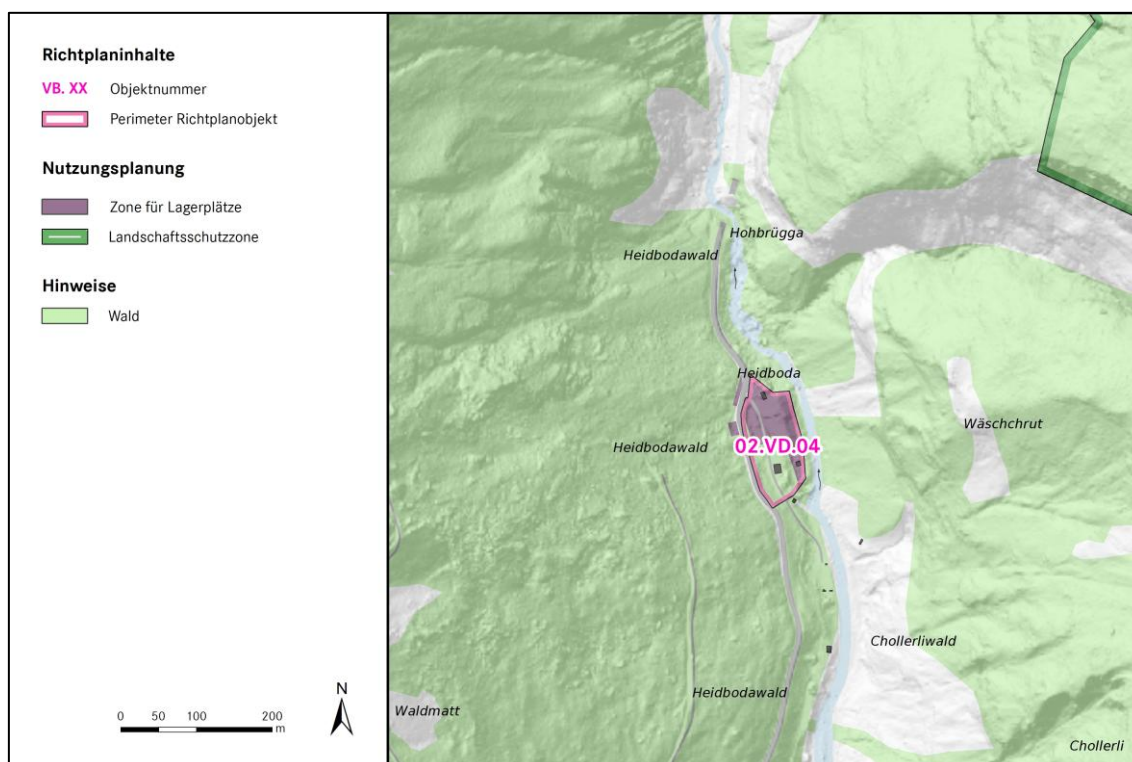 Richtplaninhalte
VB. XX Objektnummer
Perimeter Richtplanobjekt
Nutzungsplanung
Zone für Lagerplätze
Landschaftsschutzzone
Hinweise
Wald
0 50 100 200
m
N
Hohbrügga
Heidbodawald
Heidboda
Wäschchrut
Heidbodawald
02.VD.04
Chollerliwald
Heidbodawald
Waldmatt
Chollerli